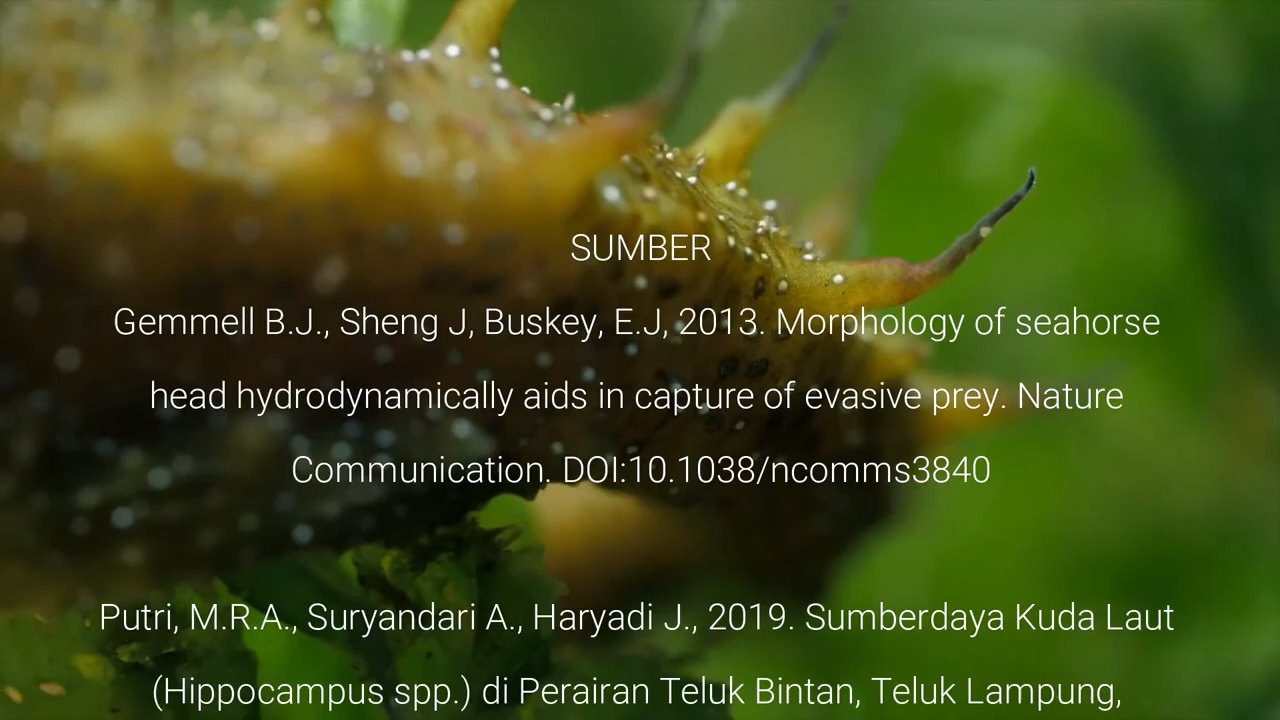 SUMBER
Gemmell B.J., Sheng J, Buskey, E.J, 2013. Morphology of seahorse
head hydrodynamically aids in capture of evasive prey. Nature
Communication. DOI:10.1038/ncomms3840
Putri, M.R.A., Suryandari A., Haryadi J., 2019. Sumberdaya Kuda Laut
(Hippocampus spp.) di Perairan Teluk Bintan, Teluk Lampung,